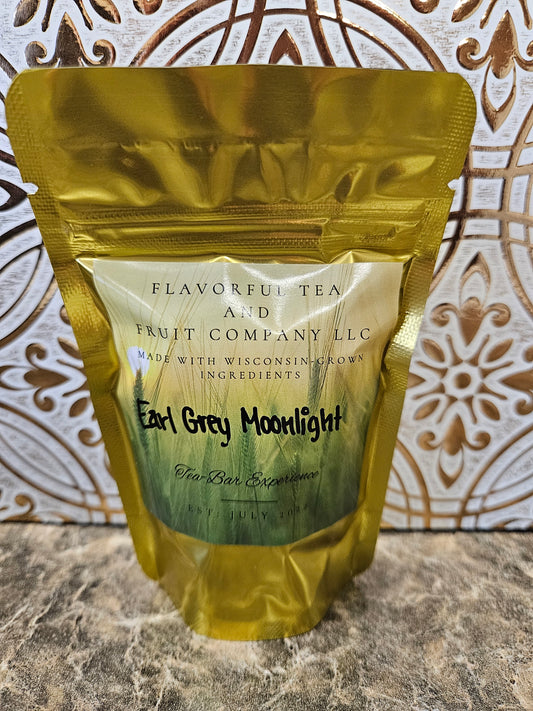 FLAVORFUL TEA
AND
FRUIT COMPANY LLC
MADE WITH WISCONSIN-GROWN
INGREDIENTS
Earl Grey Moonlight
Tea-Bar Experience
EST. JULY